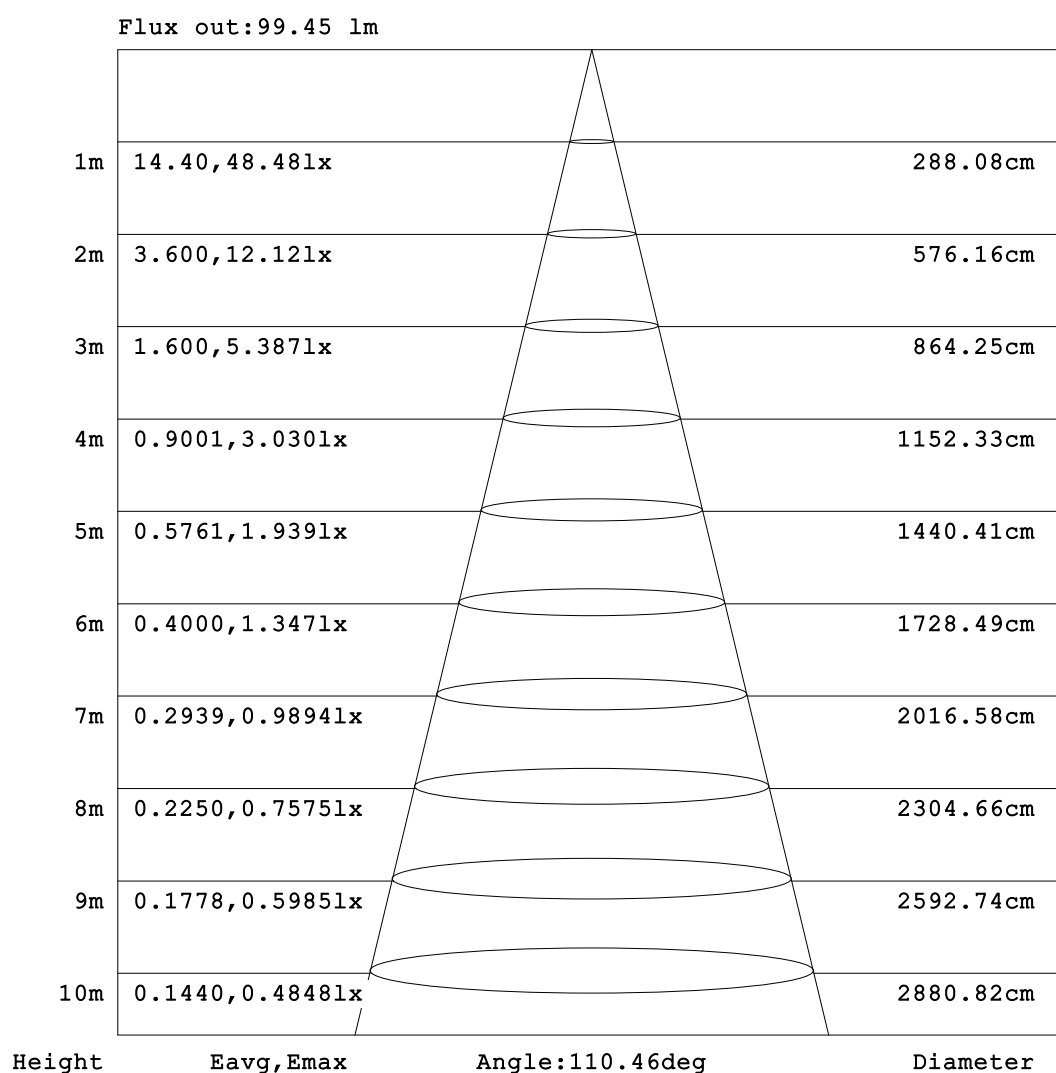 Flux out:99.45 lm
1m 14.40,48.48lx 288.08cm
2m 3.600,12.12lx 576.16cm
3m 1.600,5.387lx 864.25cm
4m 0.9001,3.030lx 1152.33cm
5m 0.5761,1.939lx 1440.41cm
6m 0.4000,1.347lx 1728.49cm
7m 0.2939,0.9894lx 2016.58cm
8m 0.2250,0.7575lx 2304.66cm
9m 0.1778,0.5985lx 2592.74cm
10m 0.1440,0.4848lx 2880.82cm
Height Eavg,Emax Angle:110.46deg Diameter